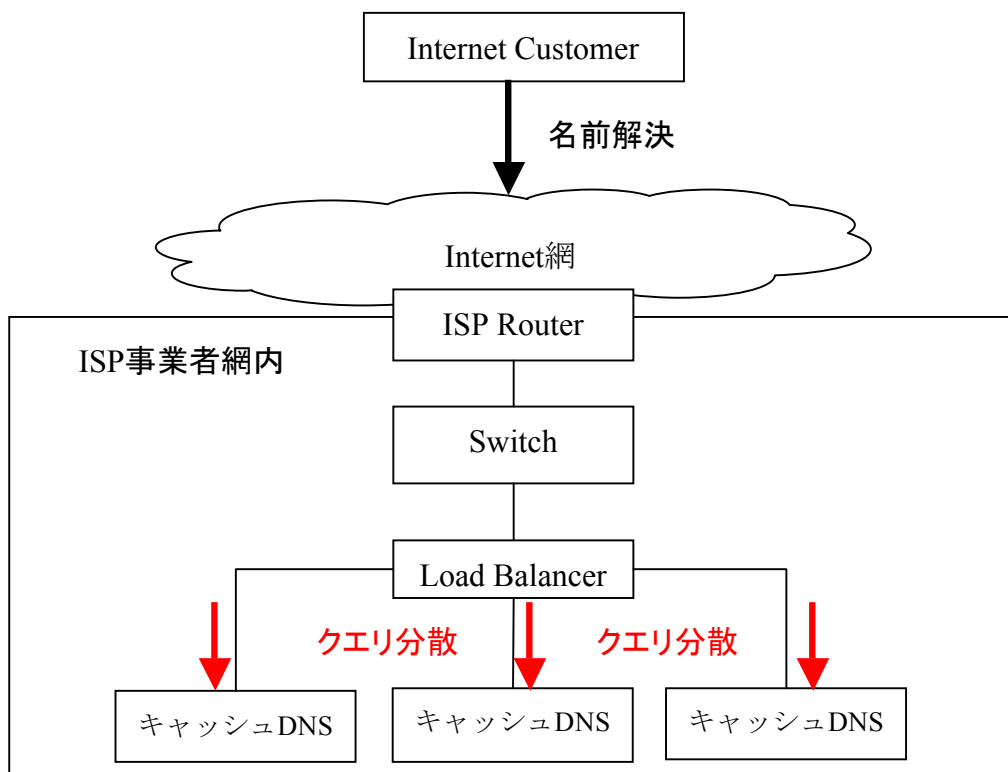 Internet Customer
名前解決
Internet網
ISP Router
ISP事業者網内
Switch
Load Balancer
クエリ分散
クエリ分散
キャッシュDNS
キャッシュDNS
キャッシュDNS